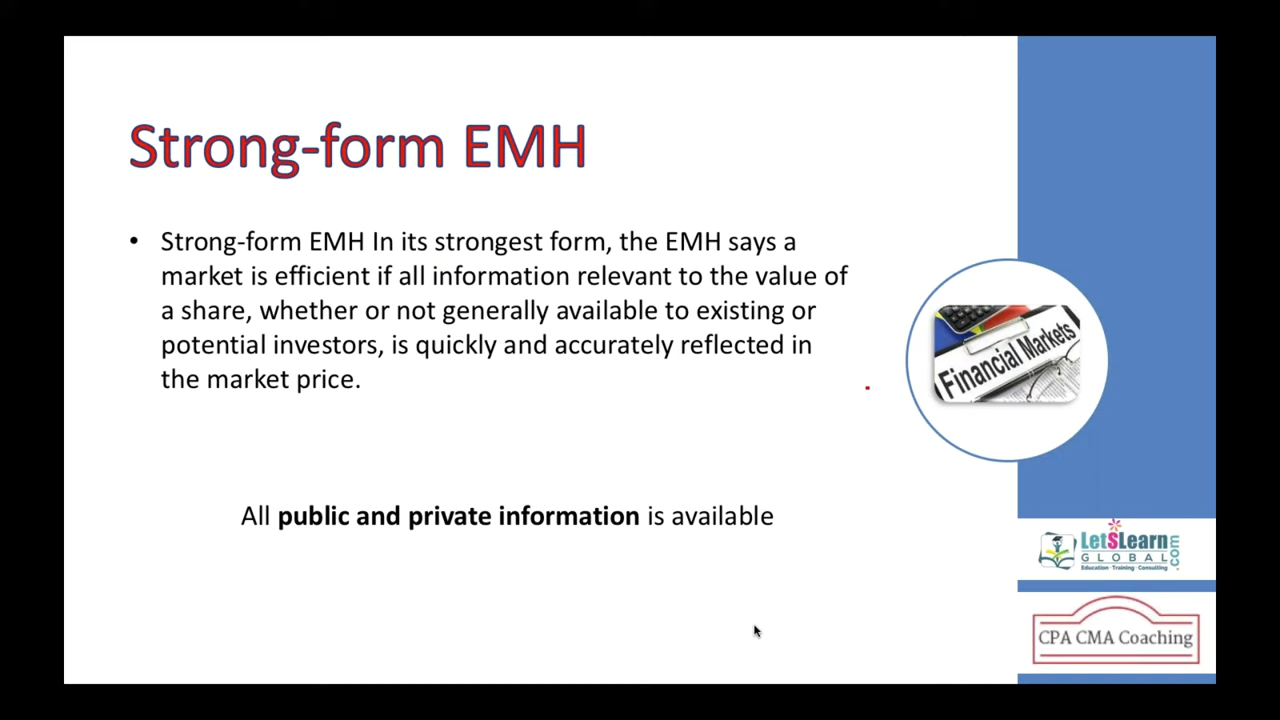 Strong-form EMH
• Strong-form EMH In its strongest form, the EMH says a
market is efficient if all information relevant to the value of
a share, whether or not generally available to existing or
potential investors, is quickly and accurately reflected in
the market price.
Financial Markets
All public and private information is available
LetSLearn
GLOBAL
.com
Education · Training · Consulting
CPA CMA Coaching